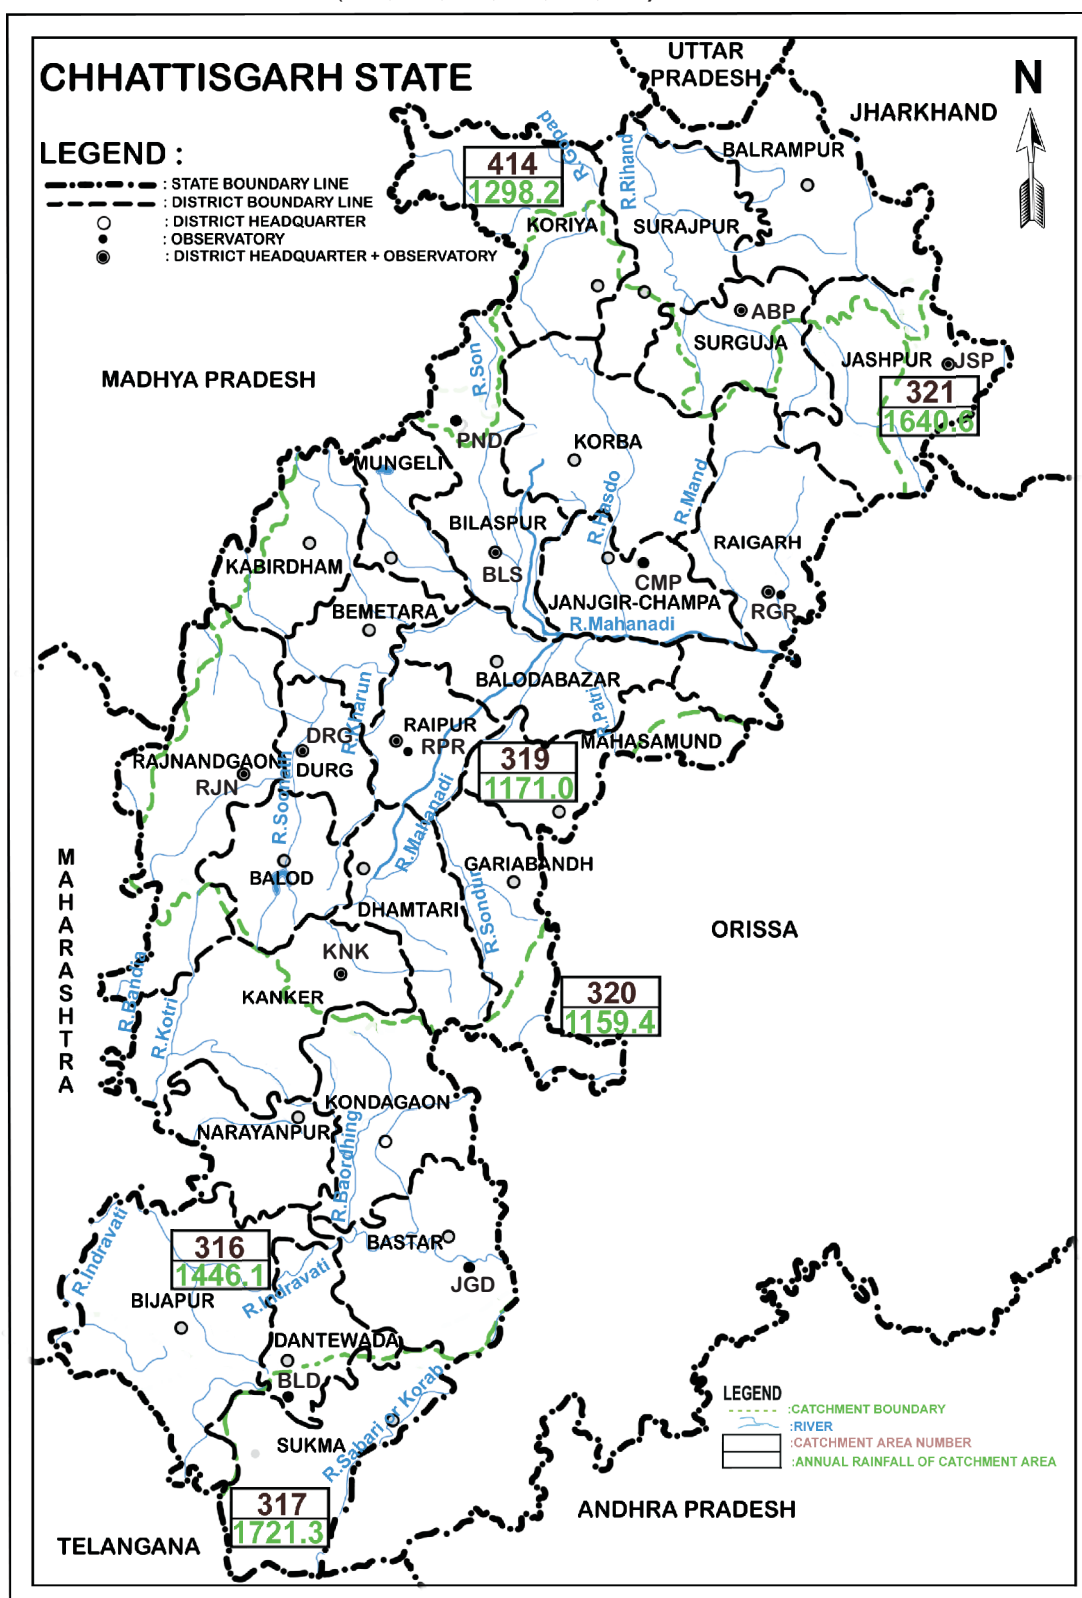 UTTAR
PRADESH
CHHATTISGARH STATE
N
JHARKHAND
LEGEND :
: STATE BOUNDARY LINE
: DISTRICT BOUNDARY LINE
: DISTRICT HEADQUARTER
: OBSERVATORY
: DISTRICT HEADQUARTER + OBSERVATORY
R.Gopad
R.Rihand
BALRAMPUR
414
1298.2
KORIYA
SURAJPUR
ABP
SURGUJA
JASHPUR
JSP
R.Son
MADHYA PRADESH
321
1640.6
PND
KORBA
MUNGELI
R.Hasdo
R.Mand
BILASPUR
RAIGARH
KABIRDHAM
BLS
CMP
JANJGIR-CHAMPA
RGR
BEMETARA
R.Mahanadi
BALODABAZAR
R.Kharun
R.Patri
DRG
RAIPUR
RPR
MAHASAMUND
RAJNANDGAON
DURG
RJN
319
1171.0
R.Mahanadi
MAHARASHTRA
BALOD
GARIABANDH
DHAMTARI
R.Sondur
ORISSA
KNK
KANKER
R.Bandia
R.Kotri
320
1159.4
KONDAGAON
NARAYANPUR
R.Baordhing
R.Indravati
316
1446.1
BASTAR
R.Indravati
JGD
BIJAPUR
DANTEWADA
BLD
R.Sabari or Korab
SUKMA
317
1721.3
LEGEND
:CATCHMENT BOUNDARY
:RIVER
:CATCHMENT AREA NUMBER
:ANNUAL RAINFALL OF CATCHMENT AREA
ANDHRA PRADESH
TELANGANA